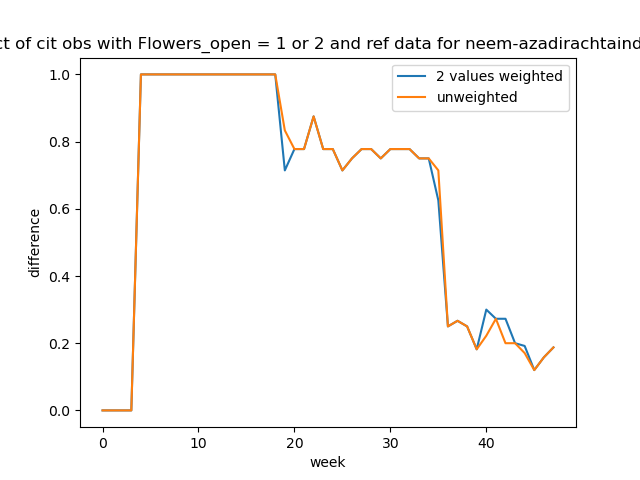 ct of cit obs with Flowers_open = 1 or 2 and ref data for neem-azadirachtaind
2 values weighted
unweighted
1.0
0.8
0.6
0.4
0.2
0.0
difference
0
10
20
30
40
week